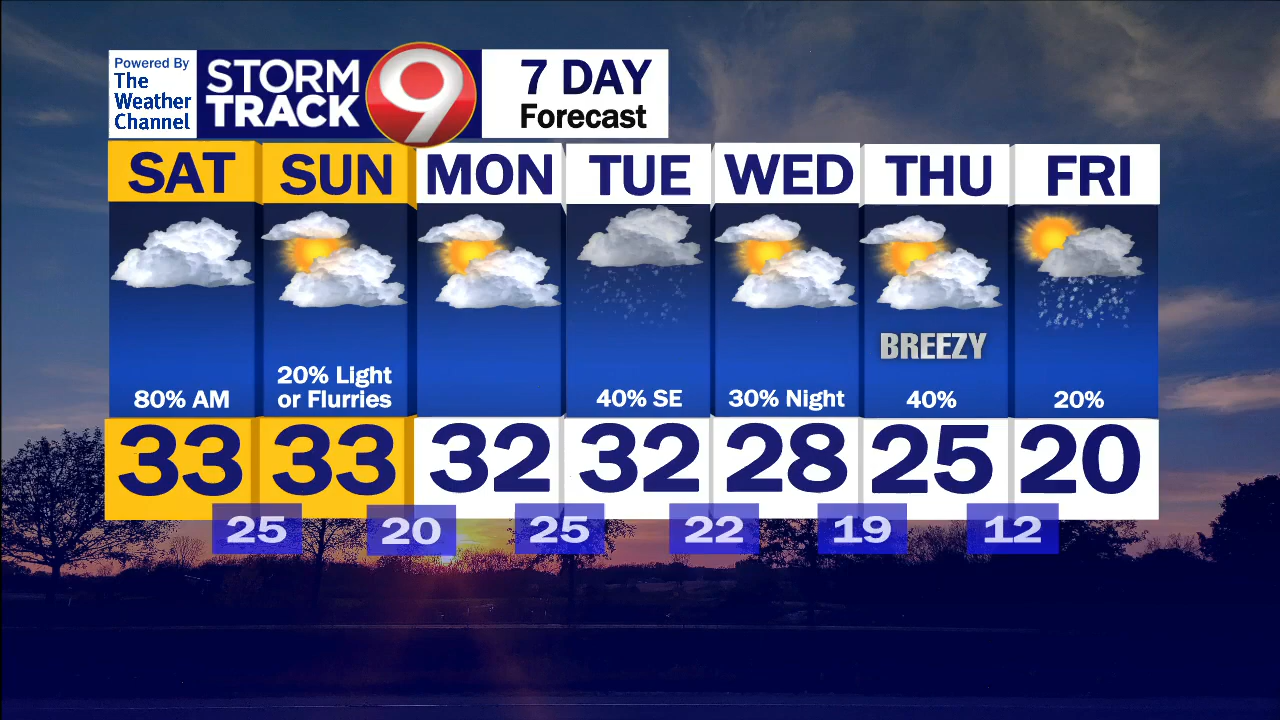 Powered By
The
Weather
Channel
STORM
TRACK
9
7 DAY
Forecast
SAT SUN MON TUE WED THU FRI
BREEZY
20% Light
or Flurries
80% AM 40% SE 30% Night 40% 20%
33 33 32 32 28 25 20
25 20 25 22 19 12